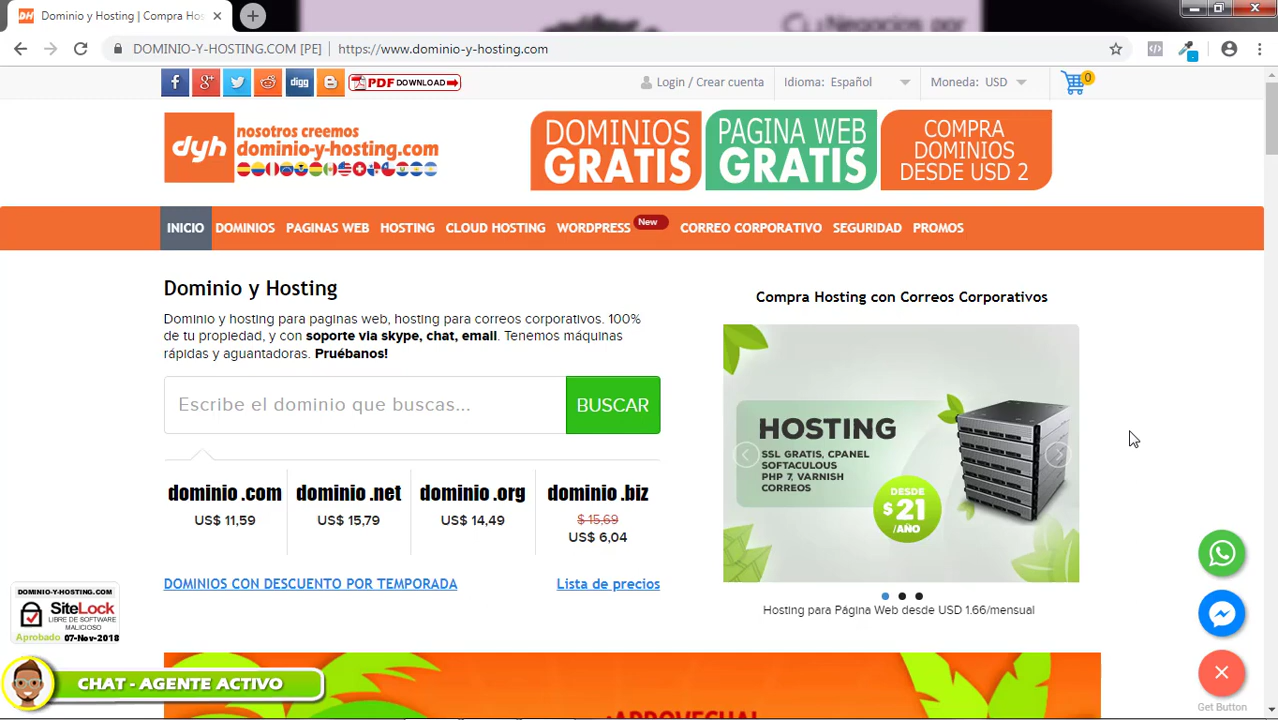 Negocios por
Dominio y Hosting | Compra Hos
DOMINIO-Y-HOSTING.COM [PE] https://www.dominio-y-hosting.com
f g+ digg PDF DOWNLOAD
Login / Crear cuenta
Idioma: Español
Moneda: USD
0
dyh
nosotros creemos
dominio-y-hosting.com
DOMINIOS
GRATIS
PAGINA WEB
GRATIS
COMPRA
DOMINIOS
DESDE USD 2
INICIO DOMINIOS PAGINAS WEB HOSTING CLOUD HOSTING WORDPRESS New CORREO CORPORATIVO SEGURIDAD PROMOS
Dominio y Hosting
Dominio y hosting para paginas web, hosting para correos corporativos. 100%
de tu propiedad, y con soporte via skype, chat, email. Tenemos máquinas
rápidas y aguantadoras. Pruébanos!
Escribe el dominio que buscas...
BUSCAR
dominio .com
US$ 11,59
dominio .net
US$ 15,79
dominio .org
US$ 14,49
dominio .biz
$ 15,69
US$ 6,04
DOMINIOS CON DESCUENTO POR TEMPORADA
Lista de precios
Compra Hosting con Correos Corporativos
HOSTING
SSL GRATIS, CPANEL
SOFTACULOUS
PHP 7, VARNISH
CORREOS
DESDE
$ 21
/AÑO
Hosting para Página Web desde USD 1.66/mensual
DOMINIO-Y-HOSTING.COM
SiteLock
LIBRE DE SOFTWARE
MALICIOSO
Aprobado 07-Nov-2018
CHAT - AGENTE ACTIVO
¡APROVECHA!
Get Button